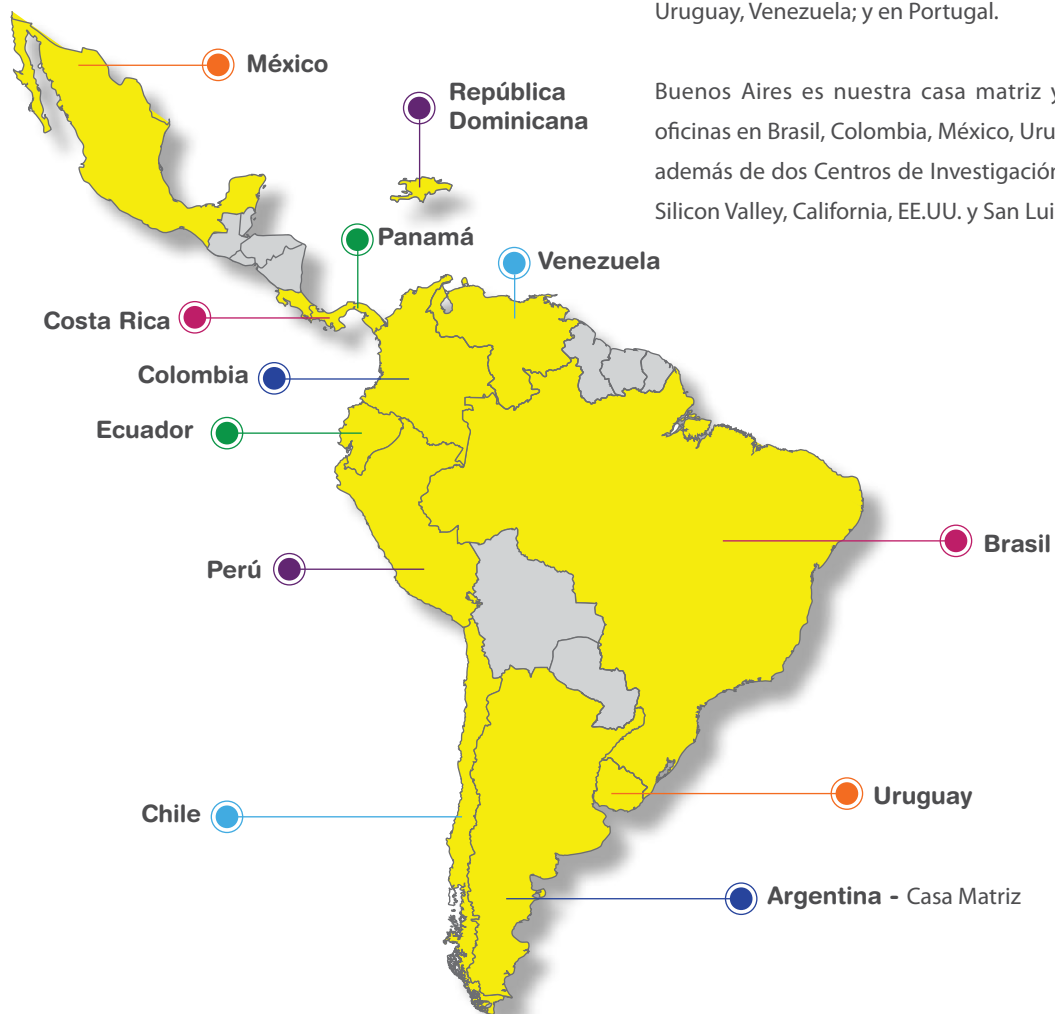 Uruguay, Venezuela; y en Portugal.
Buenos Aires es nuestra casa matriz y
oficinas en Brasil, Colombia, México, Uru
además de dos Centros de Investigación
Silicon Valley, California, EE.UU. y San Lui
México
República
Dominicana
Panamá
Venezuela
Costa Rica
Colombia
Ecuador
Brasil
Perú
Uruguay
Chile
Argentina - Casa Matriz